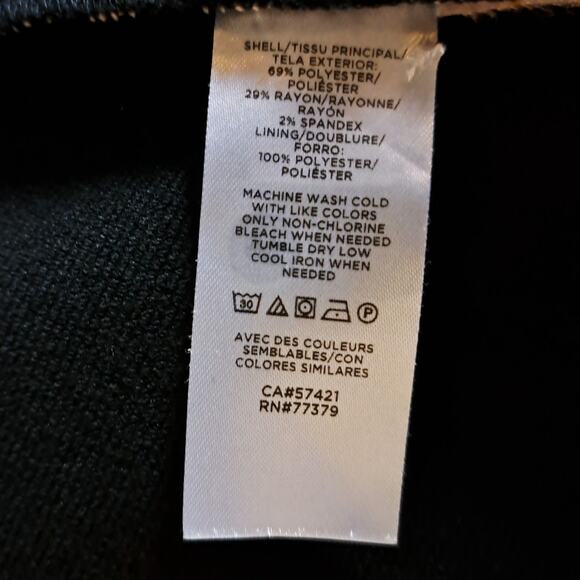 SHELL/TISSU PRINCIPAL/
TELA EXTERIOR:
69% POLYESTER/
POLIÉSTER
29% RAYON/RAYONNE/
RAYÓN
2% SPANDEX
LINING/DOUBLURE/
FORRO:
100% POLYESTER/
POLIÉSTER
MACHINE WASH COLD
WITH LIKE COLORS
ONLY NON-CHLORINE
BLEACH WHEN NEEDED
TUMBLE DRY LOW
COOL IRON WHEN
NEEDED
30 P
AVEC DES COULEURS
SEMBLABLES/CON
COLORES SIMILARES
CA#57421
RN#77379